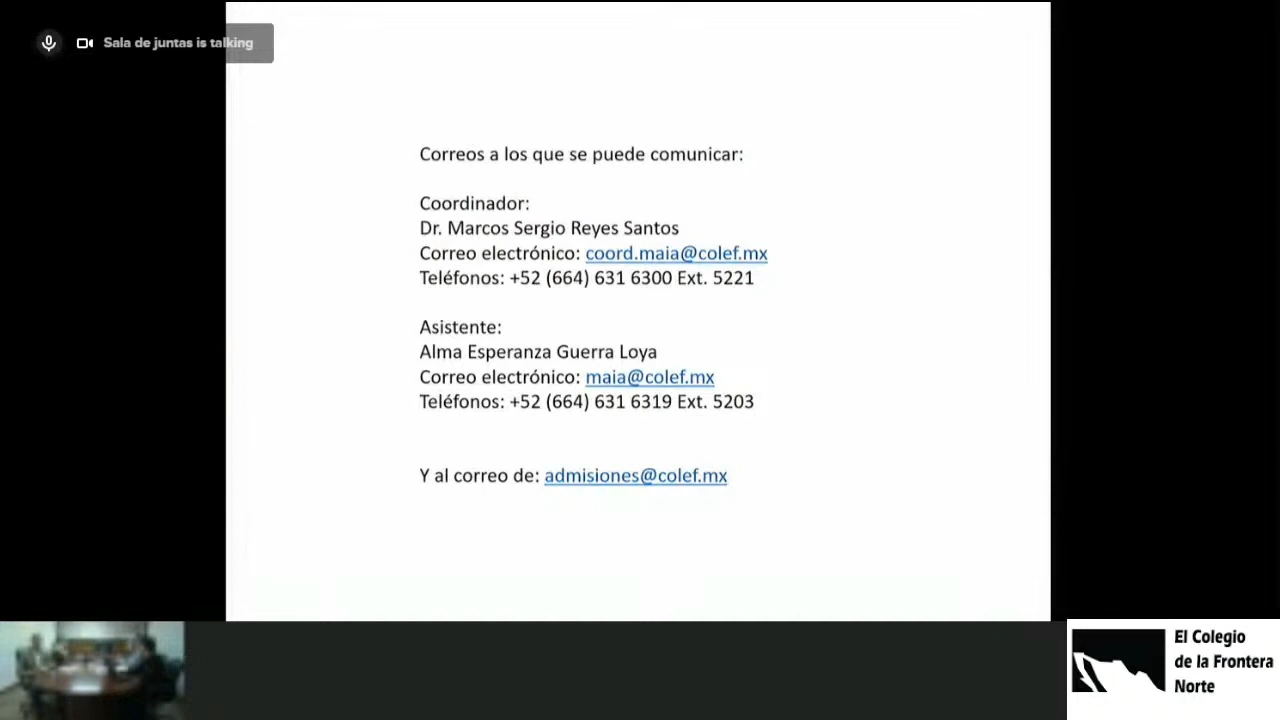 Sala de juntas is talking
Correos a los que se puede comunicar:
Coordinador:
Dr. Marcos Sergio Reyes Santos
Correo electrónico: coord.maia@colef.mx
Teléfonos: +52 (664) 631 6300 Ext. 5221
Asistente:
Alma Esperanza Guerra Loya
Correo electrónico: maia@colef.mx
Teléfonos: +52 (664) 631 6319 Ext. 5203
Y al correo de: admisiones@colef.mx
El Colegio
de la Frontera
Norte